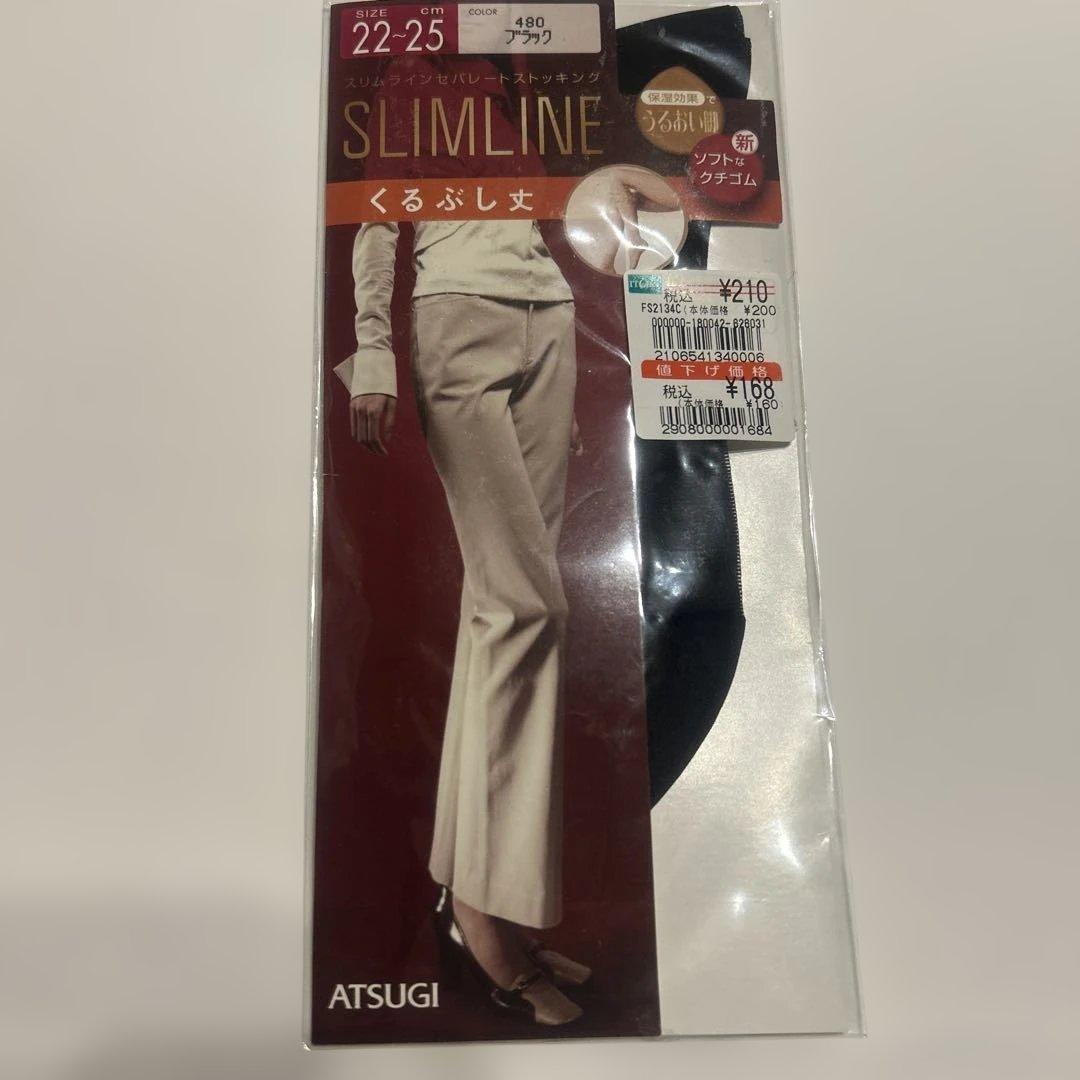 SIZE cm
22~25
COLOR
480
ブラック
スリムラインセパレートストッキング
SLIMLINE
保湿効果で
うるおい脚
新
ソフトな
クチゴム
くるぶし丈
税込 ¥210
FS2134C(本体価格 ¥200
000000-180042-828031
2106541340006
値下げ価格
税込 ¥168
(本体価格 ¥160
2908000001684
ATSUGI